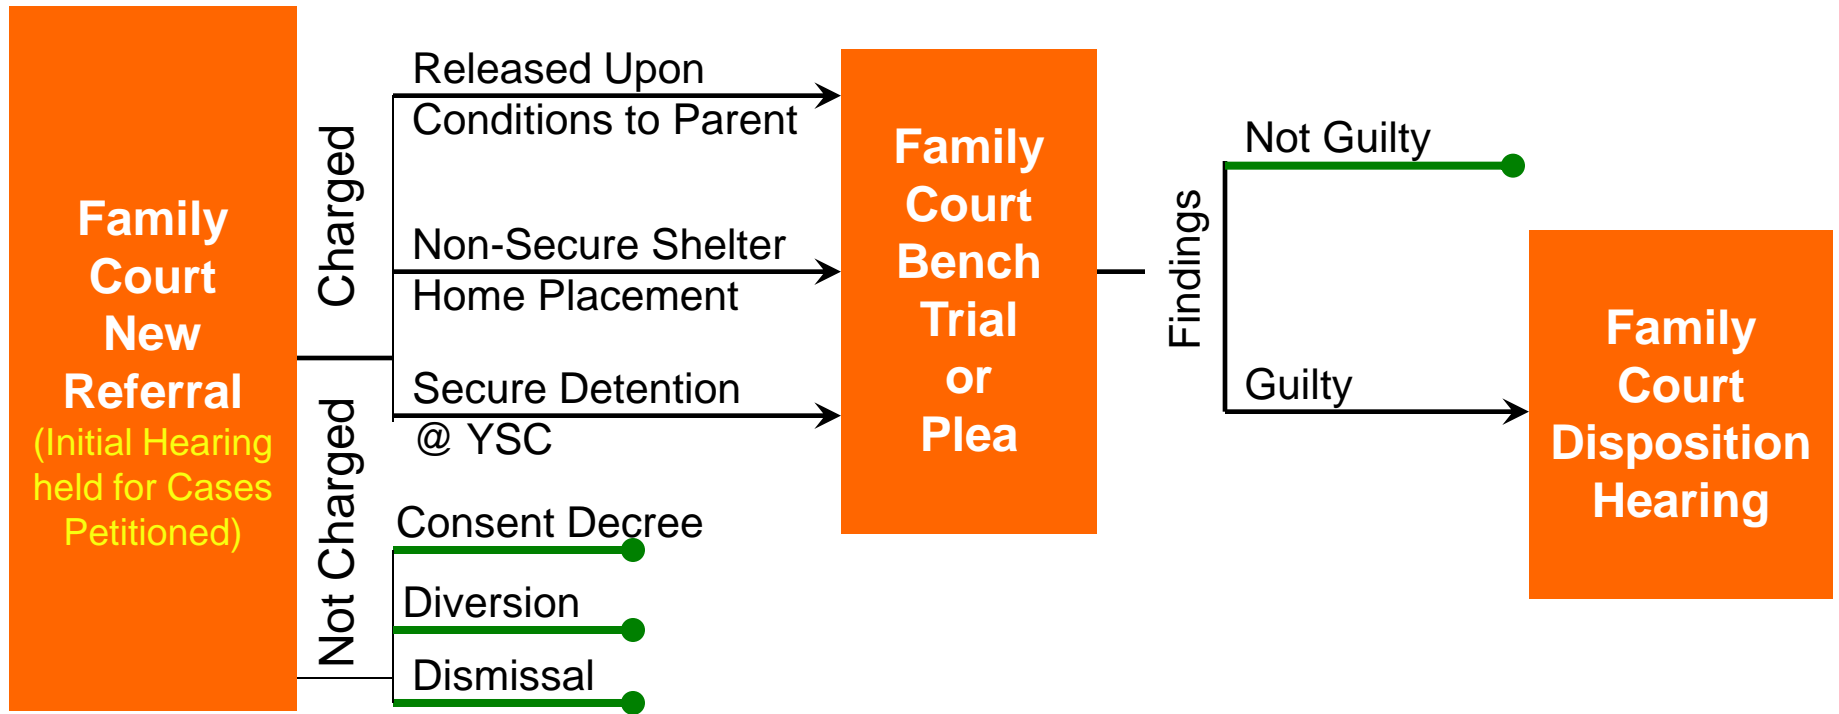 Family
Court
New
Referral
(Initial Hearing
held for Cases
Petitioned)
Charged
Not Charged
Released Upon
Conditions to Parent
Non-Secure Shelter
Home Placement
Secure Detention
@ YSC
Consent Decree
Diversion
Dismissal
Family
Court
Bench
Trial
or
Plea
Findings
Not Guilty
Guilty
Family
Court
Disposition
Hearing